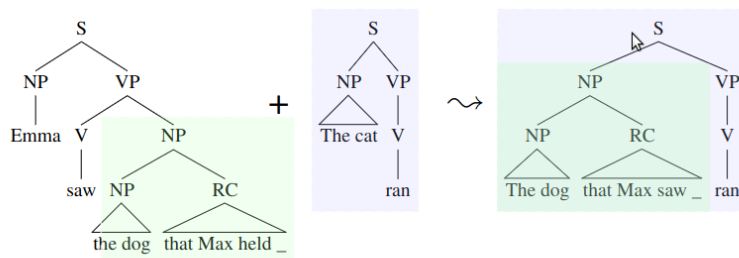 S S S
NP VP + NP VP ⤳ NP VP
Emma V NP The cat V NP RC V
saw NP RC ran The dog that Max saw _ ran
the dog that Max held _